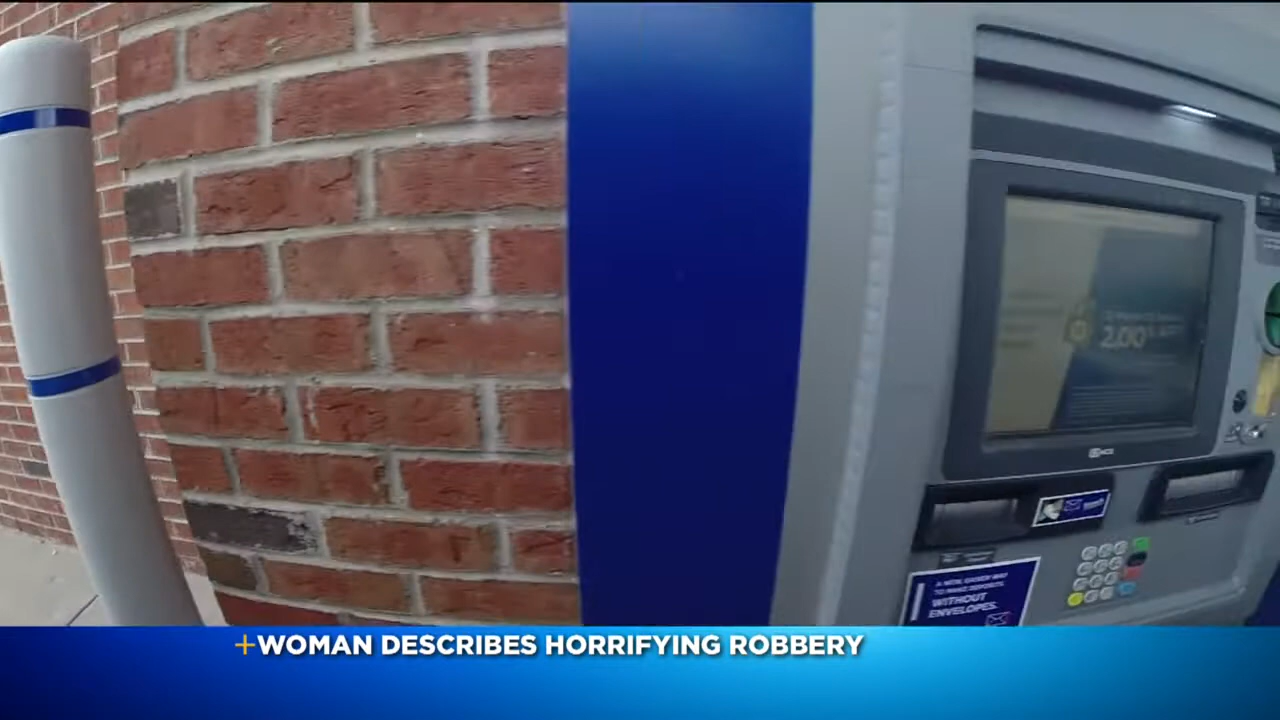 2.00%
NCR
A NEW, EASIER WAY
TO MAKE DEPOSITS.
WITHOUT
ENVELOPES.
+WOMAN DESCRIBES HORRIFYING ROBBERY